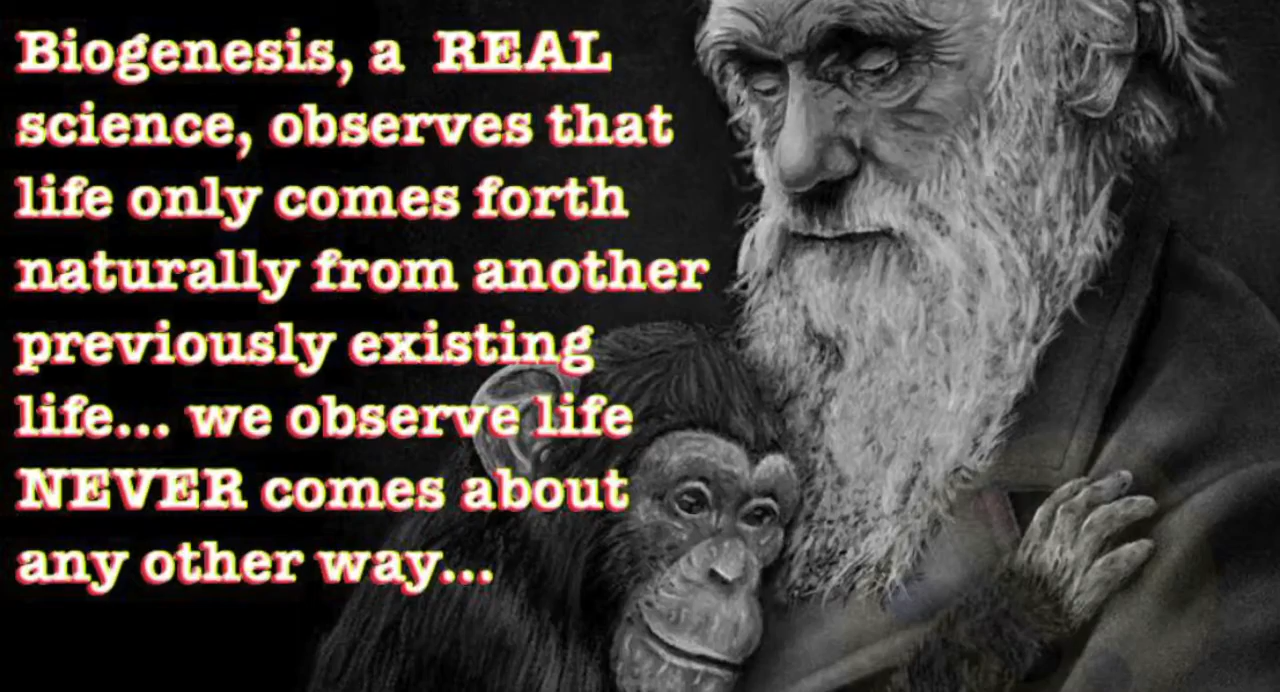 Biogenesis, a REAL
science, observes that
life only comes forth
naturally from another
previously existing
life... we observe life
NEVER comes about
any other way...